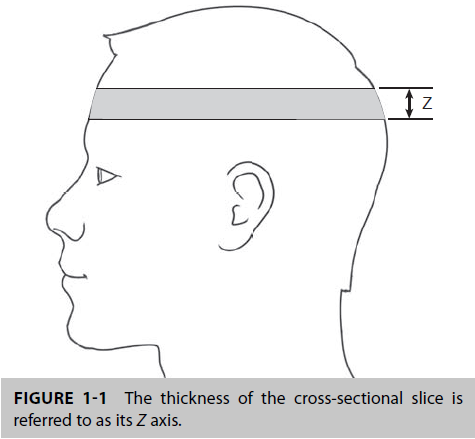 Z
FIGURE 1-1 The thickness of the cross-sectional slice is
referred to as its Z axis.